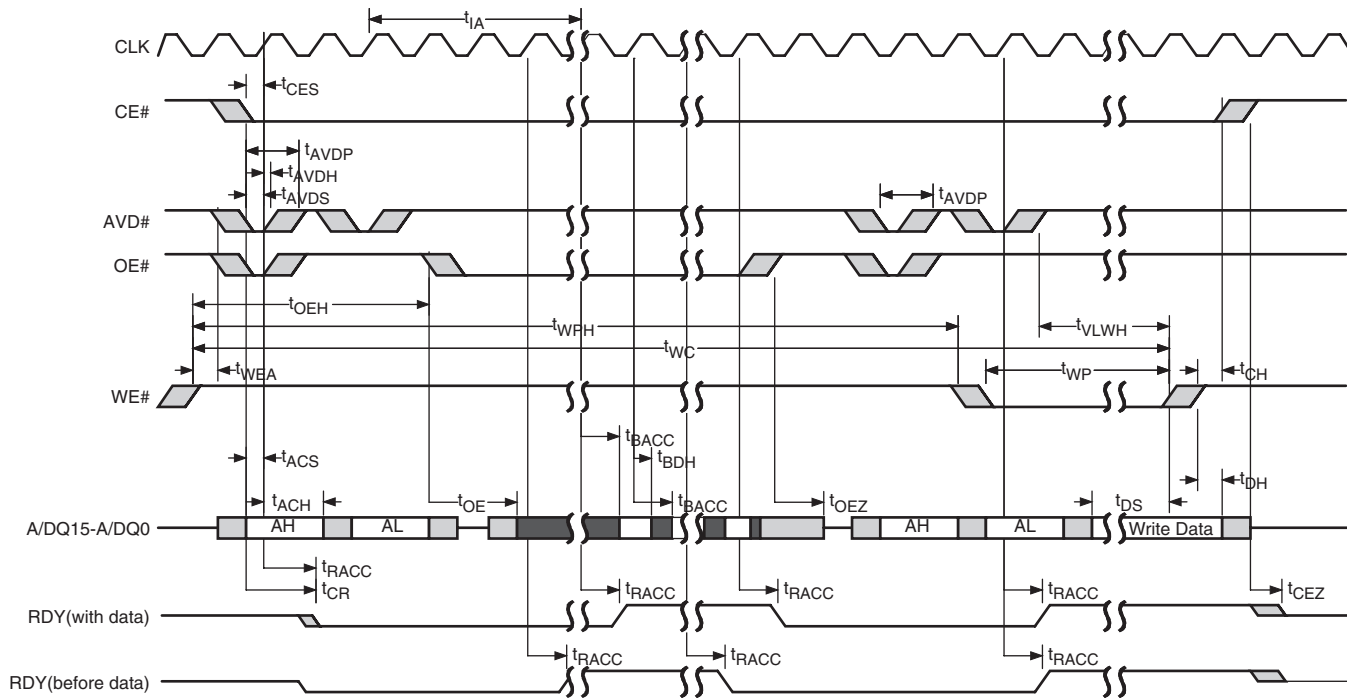 tIA
CLK
tCES
CE#
tAVDP
tAVDH
tAVDS
tAVDP
AVD#
OE#
tOEH
tWPH
tVLWH
tWC
tWEA
tWP
tCH
WE#
tBACC
tACS
tBDH
tDH
tACH
tOE
tBACC
tOEZ
tDS
A/DQ15-A/DQ0
AH
AL
AH
AL
Write Data
tRACC
tCR
tRACC
tRACC
tRACC
tCEZ
RDY(with data)
tRACC
tRACC
tRACC
RDY(before data)